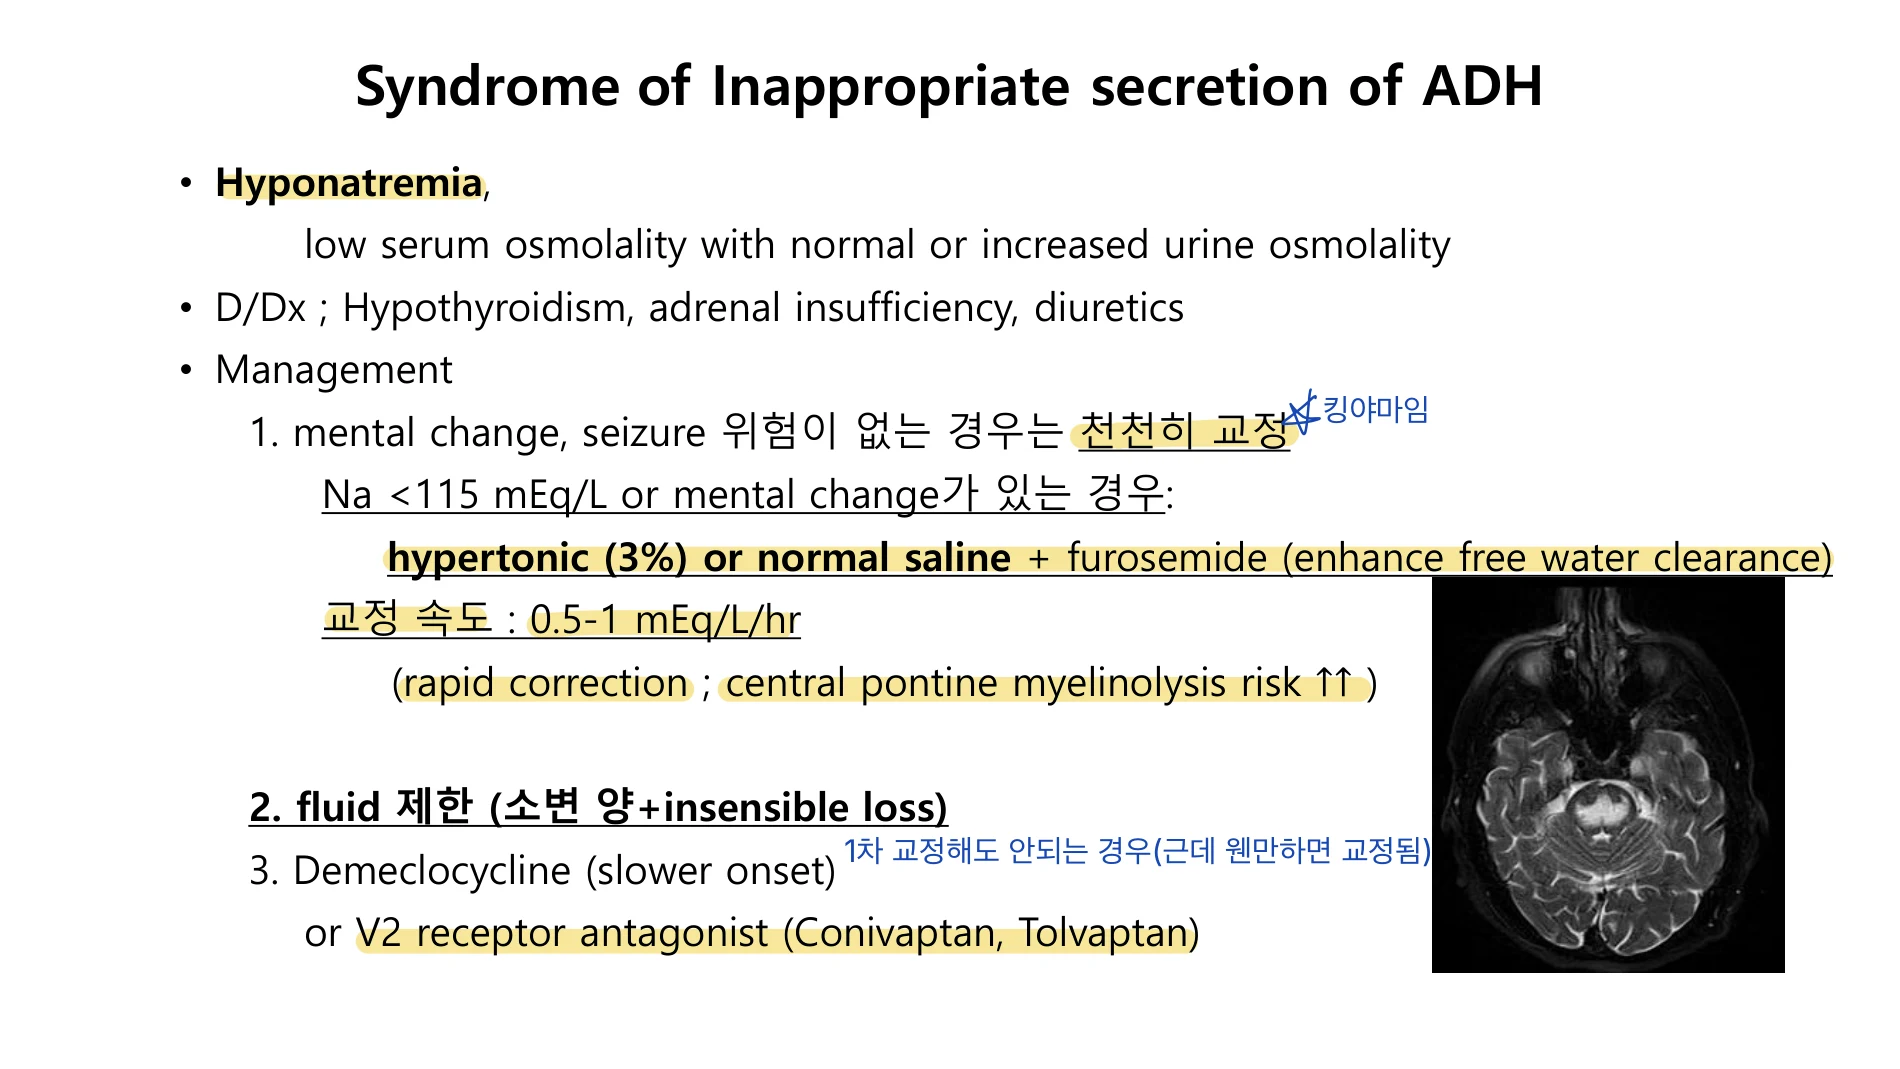 Syndrome of Inappropriate secretion of ADH
• Hyponatremia,
low serum osmolality with normal or increased urine osmolality
• D/Dx ; Hypothyroidism, adrenal insufficiency, diuretics
• Management
1. mental change, seizure 위험이 없는 경우는 천천히 교정 ☆킹야마임
Na <115 mEq/L or mental change가 있는 경우:
hypertonic (3%) or normal saline + furosemide (enhance free water clearance)
교정 속도 : 0.5-1 mEq/L/hr
(rapid correction ; central pontine myelinolysis risk ↑↑ )
2. fluid 제한 (소변 양+insensible loss)
1차 교정해도 안되는 경우(근데 웬만하면 교정됨)
3. Demeclocycline (slower onset)
or V2 receptor antagonist (Conivaptan, Tolvaptan)